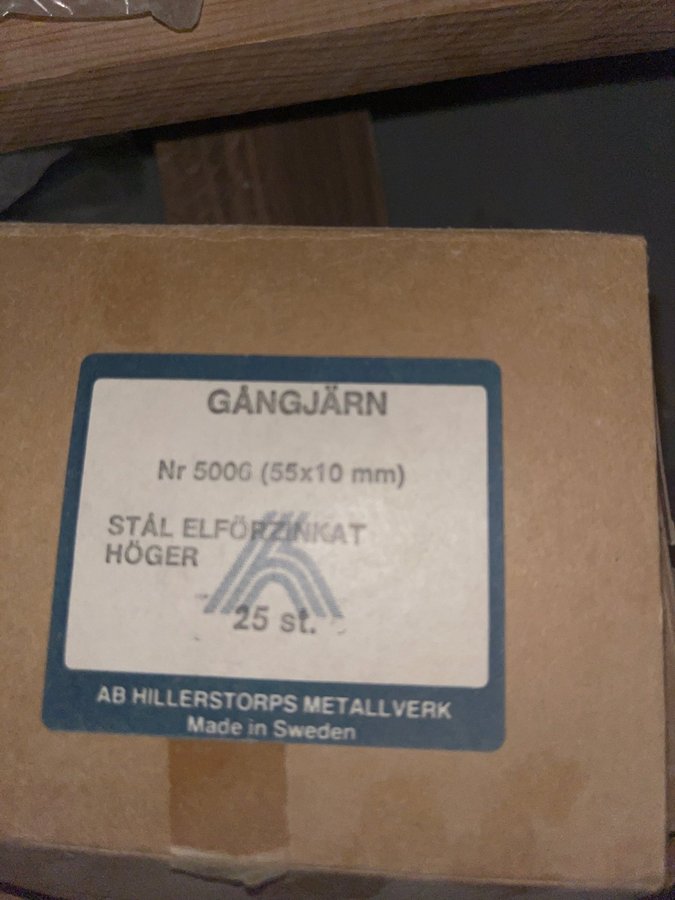 GÅNGJÄRN
Nr 5006 (55x10 mm)
STÅL ELFÖRZINKAT
HÖGER
25 st.
AB HILLERSTORPS METALLVERK
Made in Sweden